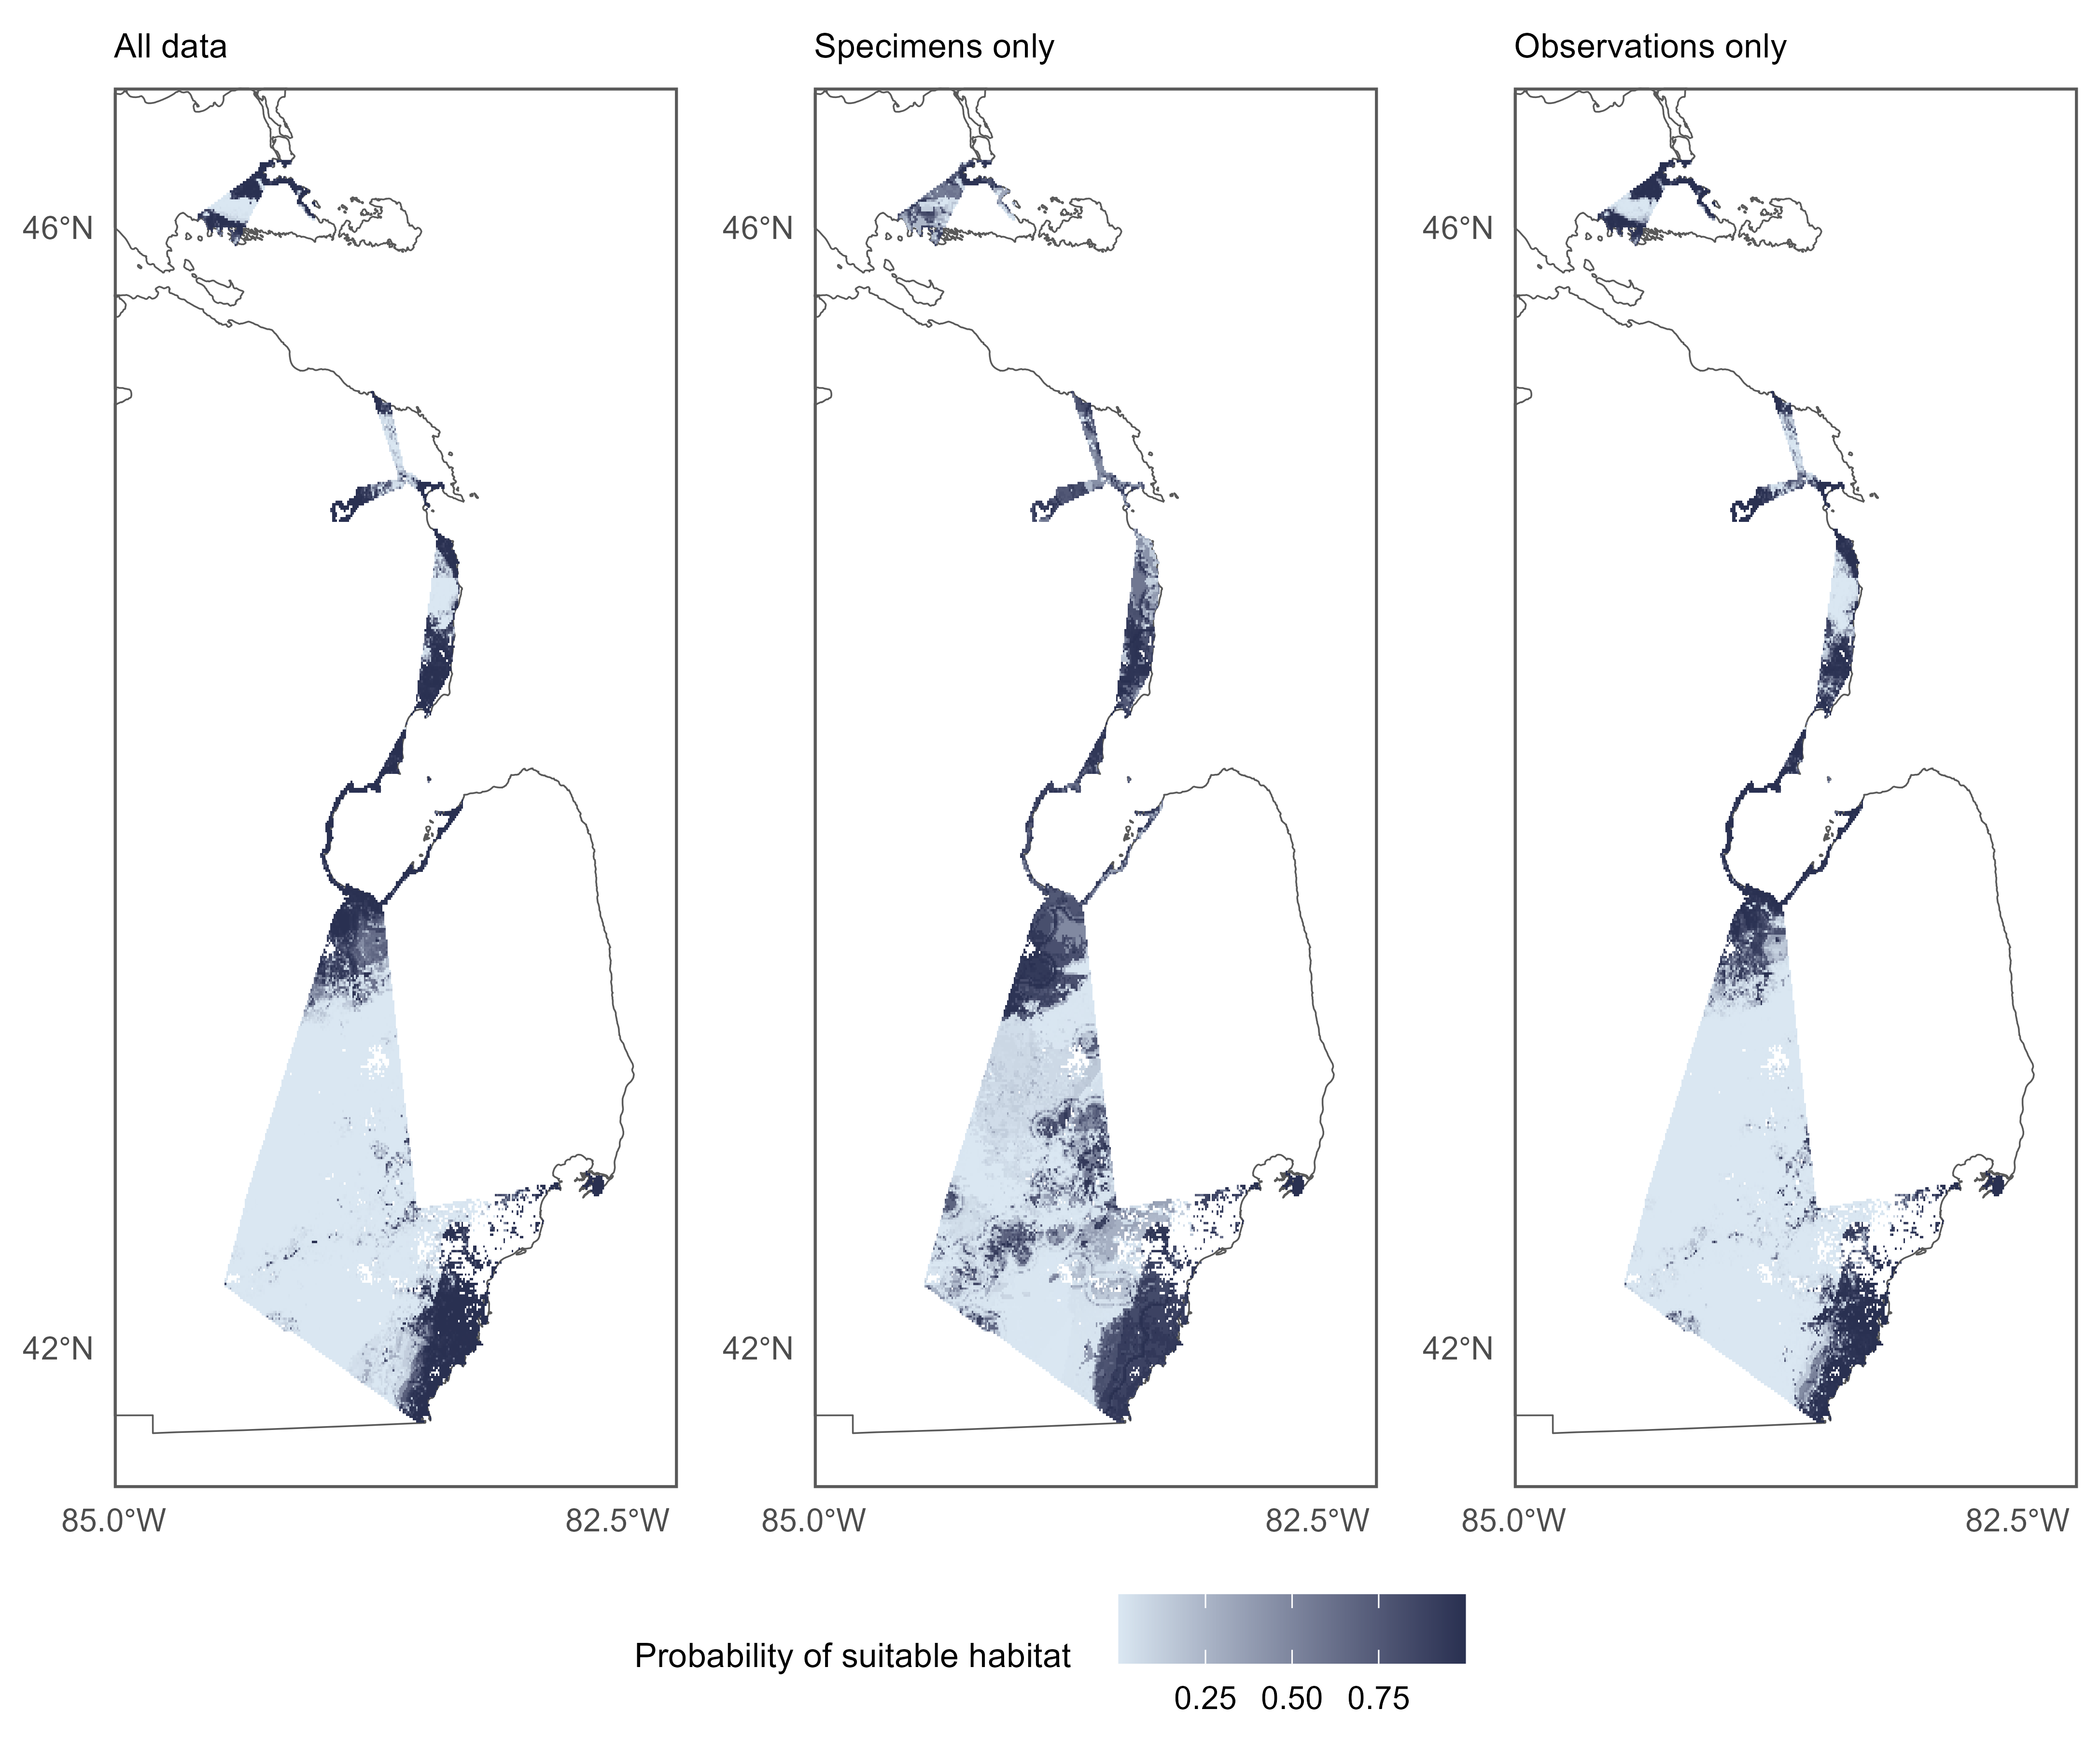 All data
Specimens only
Observations only
46°N
46°N
46°N
42°N
42°N
42°N
85.0°W
82.5°W
85.0°W
82.5°W
85.0°W
82.5°W
Probability of suitable habitat
0.25
0.50
0.75